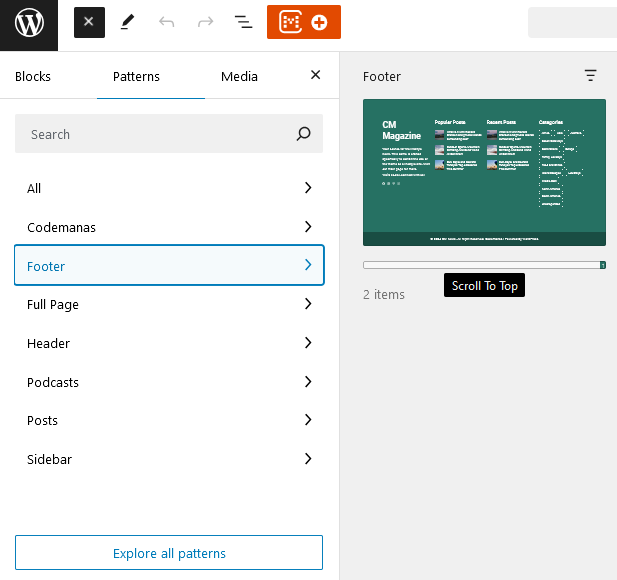 Blocks
Patterns
Media
Search
All
Codemanas
Footer
Full Page
Header
Podcasts
Posts
Sidebar
Explore all patterns
Footer
CM
Magazine
Popular Posts
Recent Posts
Categories
Scroll To Top
2 items